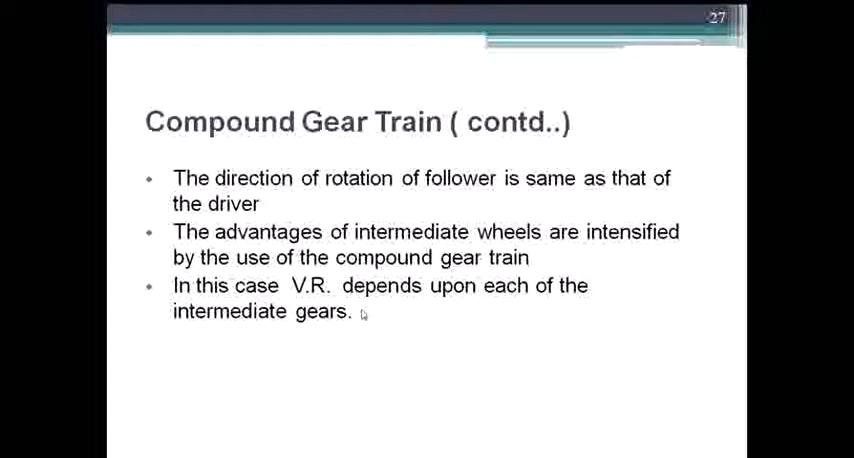 27
Compound Gear Train ( contd..)
• The direction of rotation of follower is same as that of
the driver
• The advantages of intermediate wheels are intensified
by the use of the compound gear train
• In this case V.R. depends upon each of the
intermediate gears.